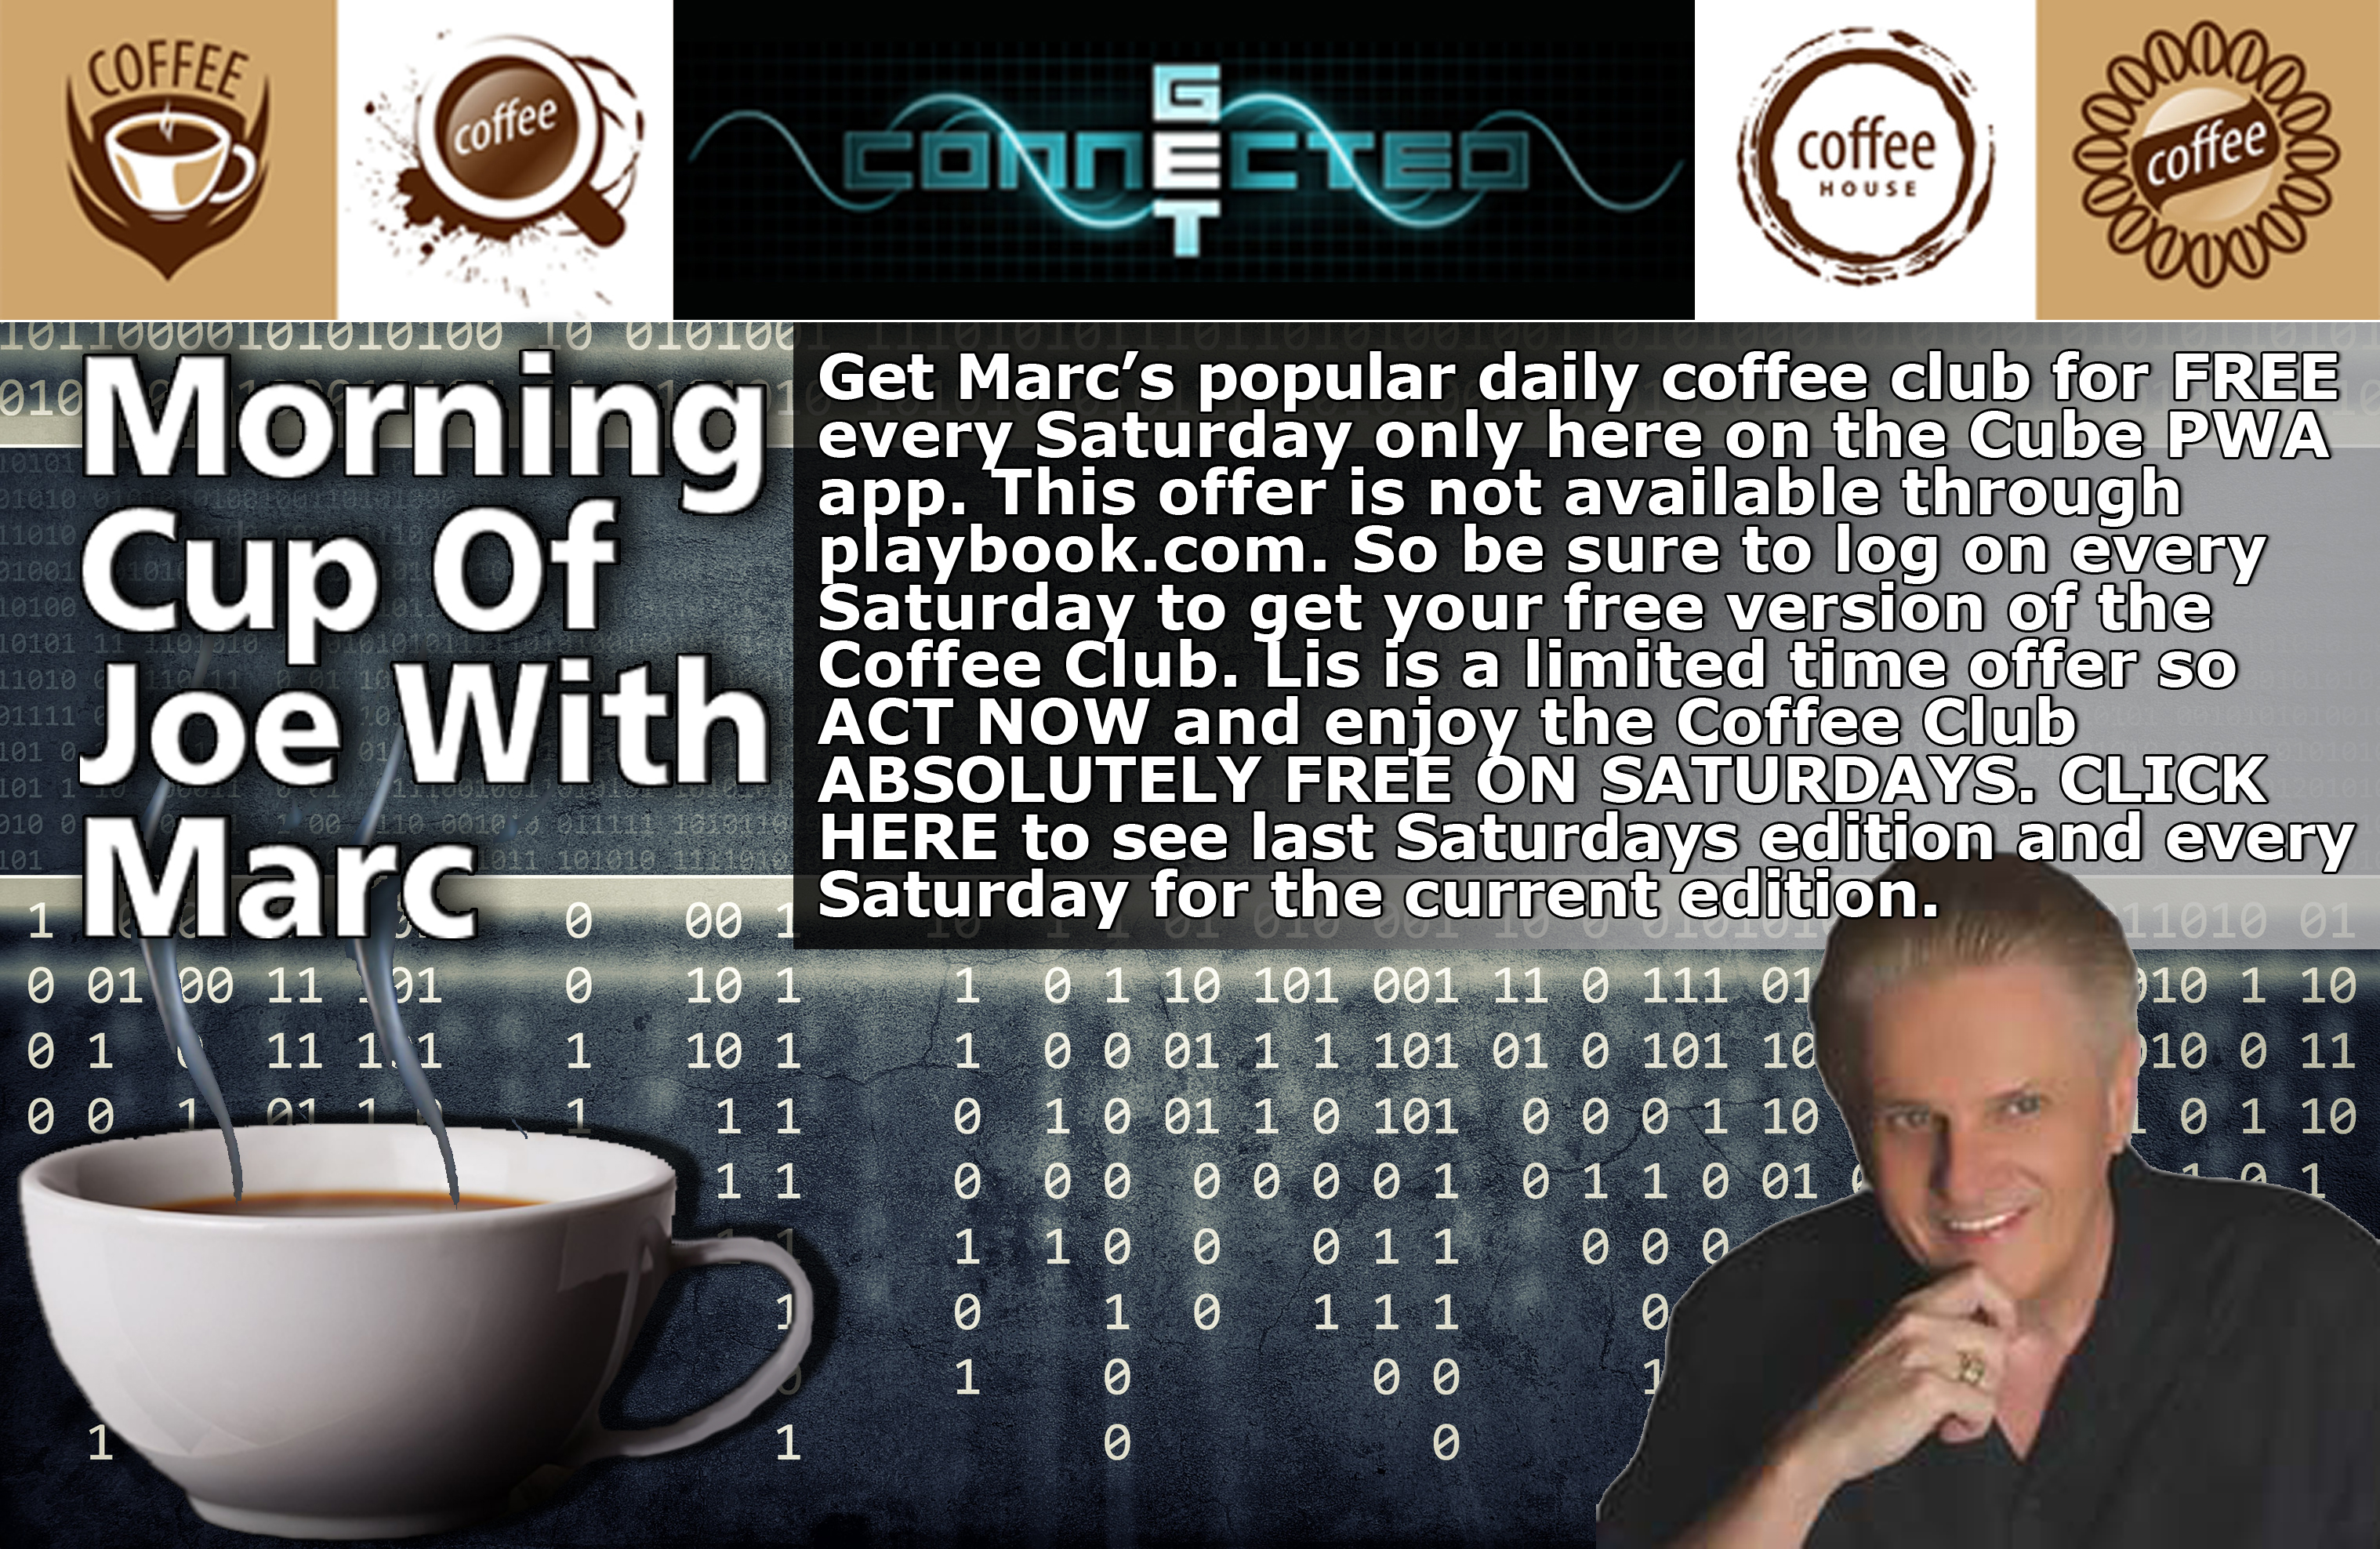 COFFEE
coffee
GET
CONNECTED
coffee
HOUSE
coffee
Morning
Cup Of
Joe With
Marc
Get Marc’s popular daily coffee club for FREE
every Saturday only here on the Cube PWA
app. This offer is not available through
playbook.com. So be sure to log on every
Saturday to get your free version of the
Coffee Club. Lis is a limited time offer so
ACT NOW and enjoy the Coffee Club
ABSOLUTELY FREE ON SATURDAYS. CLICK
HERE to see last Saturdays edition and every
Saturday for the current edition.